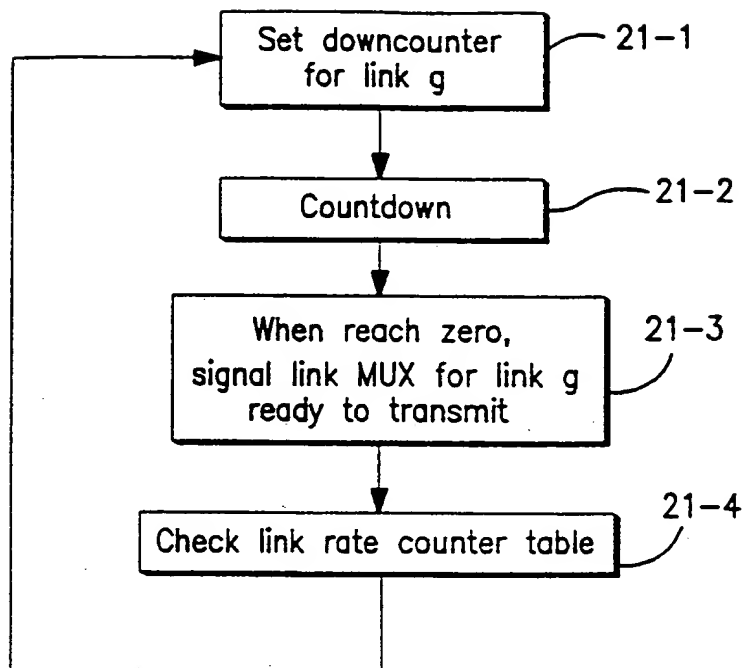 Set downcounter
for link g
21-1
Countdown
21-2
When reach zero,
signal link MUX for link g
ready to transmit
21-3
Check link rate counter table
21-4